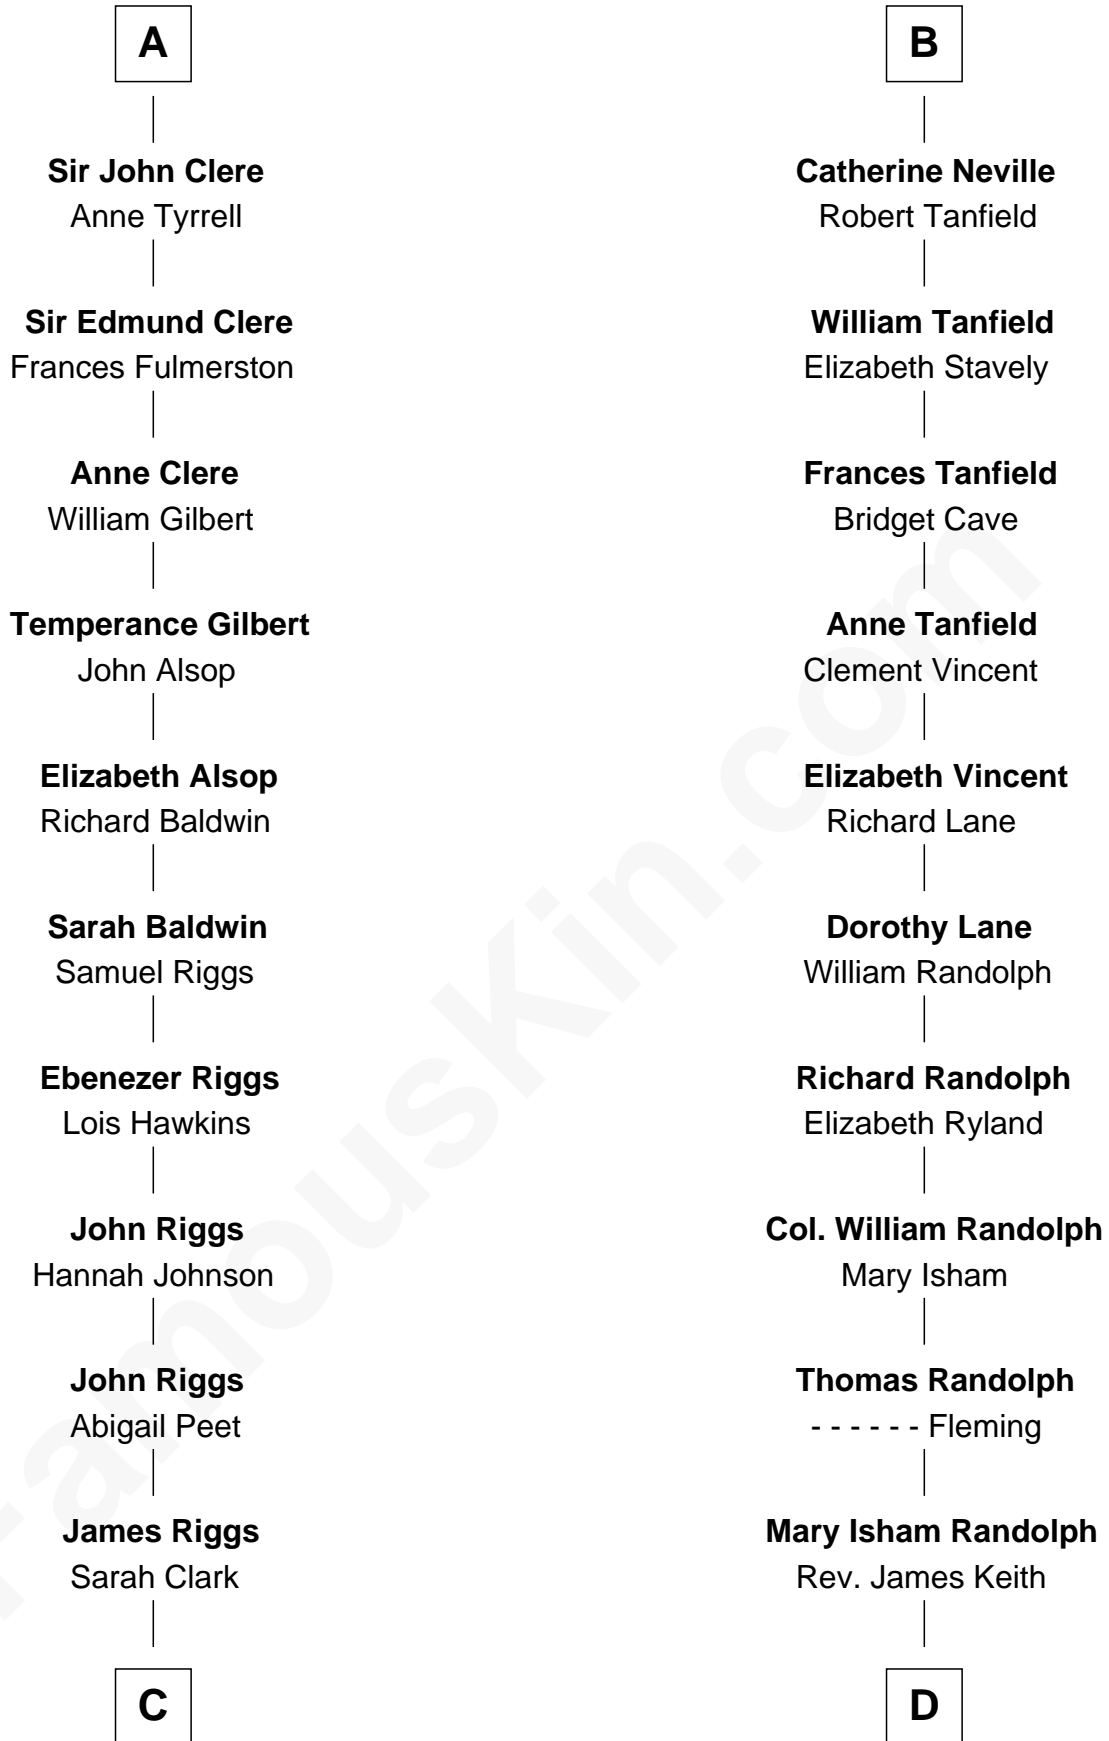 A
Sir John Clere
Anne Tyrrell
Sir Edmund Clere
Frances Fulmerston
Anne Clere
William Gilbert
Temperance Gilbert
John Alsop
Elizabeth Alsop
Richard Baldwin
Sarah Baldwin
Samuel Riggs
Ebenezer Riggs
Lois Hawkins
John Riggs
Hannah Johnson
John Riggs
Abigail Peet
James Riggs
Sarah Clark
C
B
Catherine Neville
Robert Tanfield
William Tanfield
Elizabeth Stavely
Frances Tanfield
Bridget Cave
Anne Tanfield
Clement Vincent
Elizabeth Vincent
Richard Lane
Dorothy Lane
William Randolph
Richard Randolph
Elizabeth Ryland
Col. William Randolph
Mary Isham
Thomas Randolph
- - - - - - Fleming
Mary Isham Randolph
Rev. James Keith
D
FamousKin.com